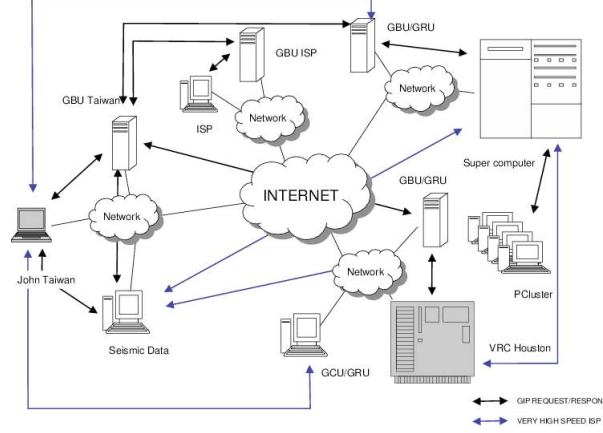 GBU/GRU
GBU ISP
GBU Taiwan
Network
ISP
Network
Super computer
INTERNET
GBU/GRU
Network
John Taiwan
Network
PCluster
Seismic Data
VRC Houston
GCU/GRU
GIP REQUEST/RESPON
VERY HIGH SPEED ISP